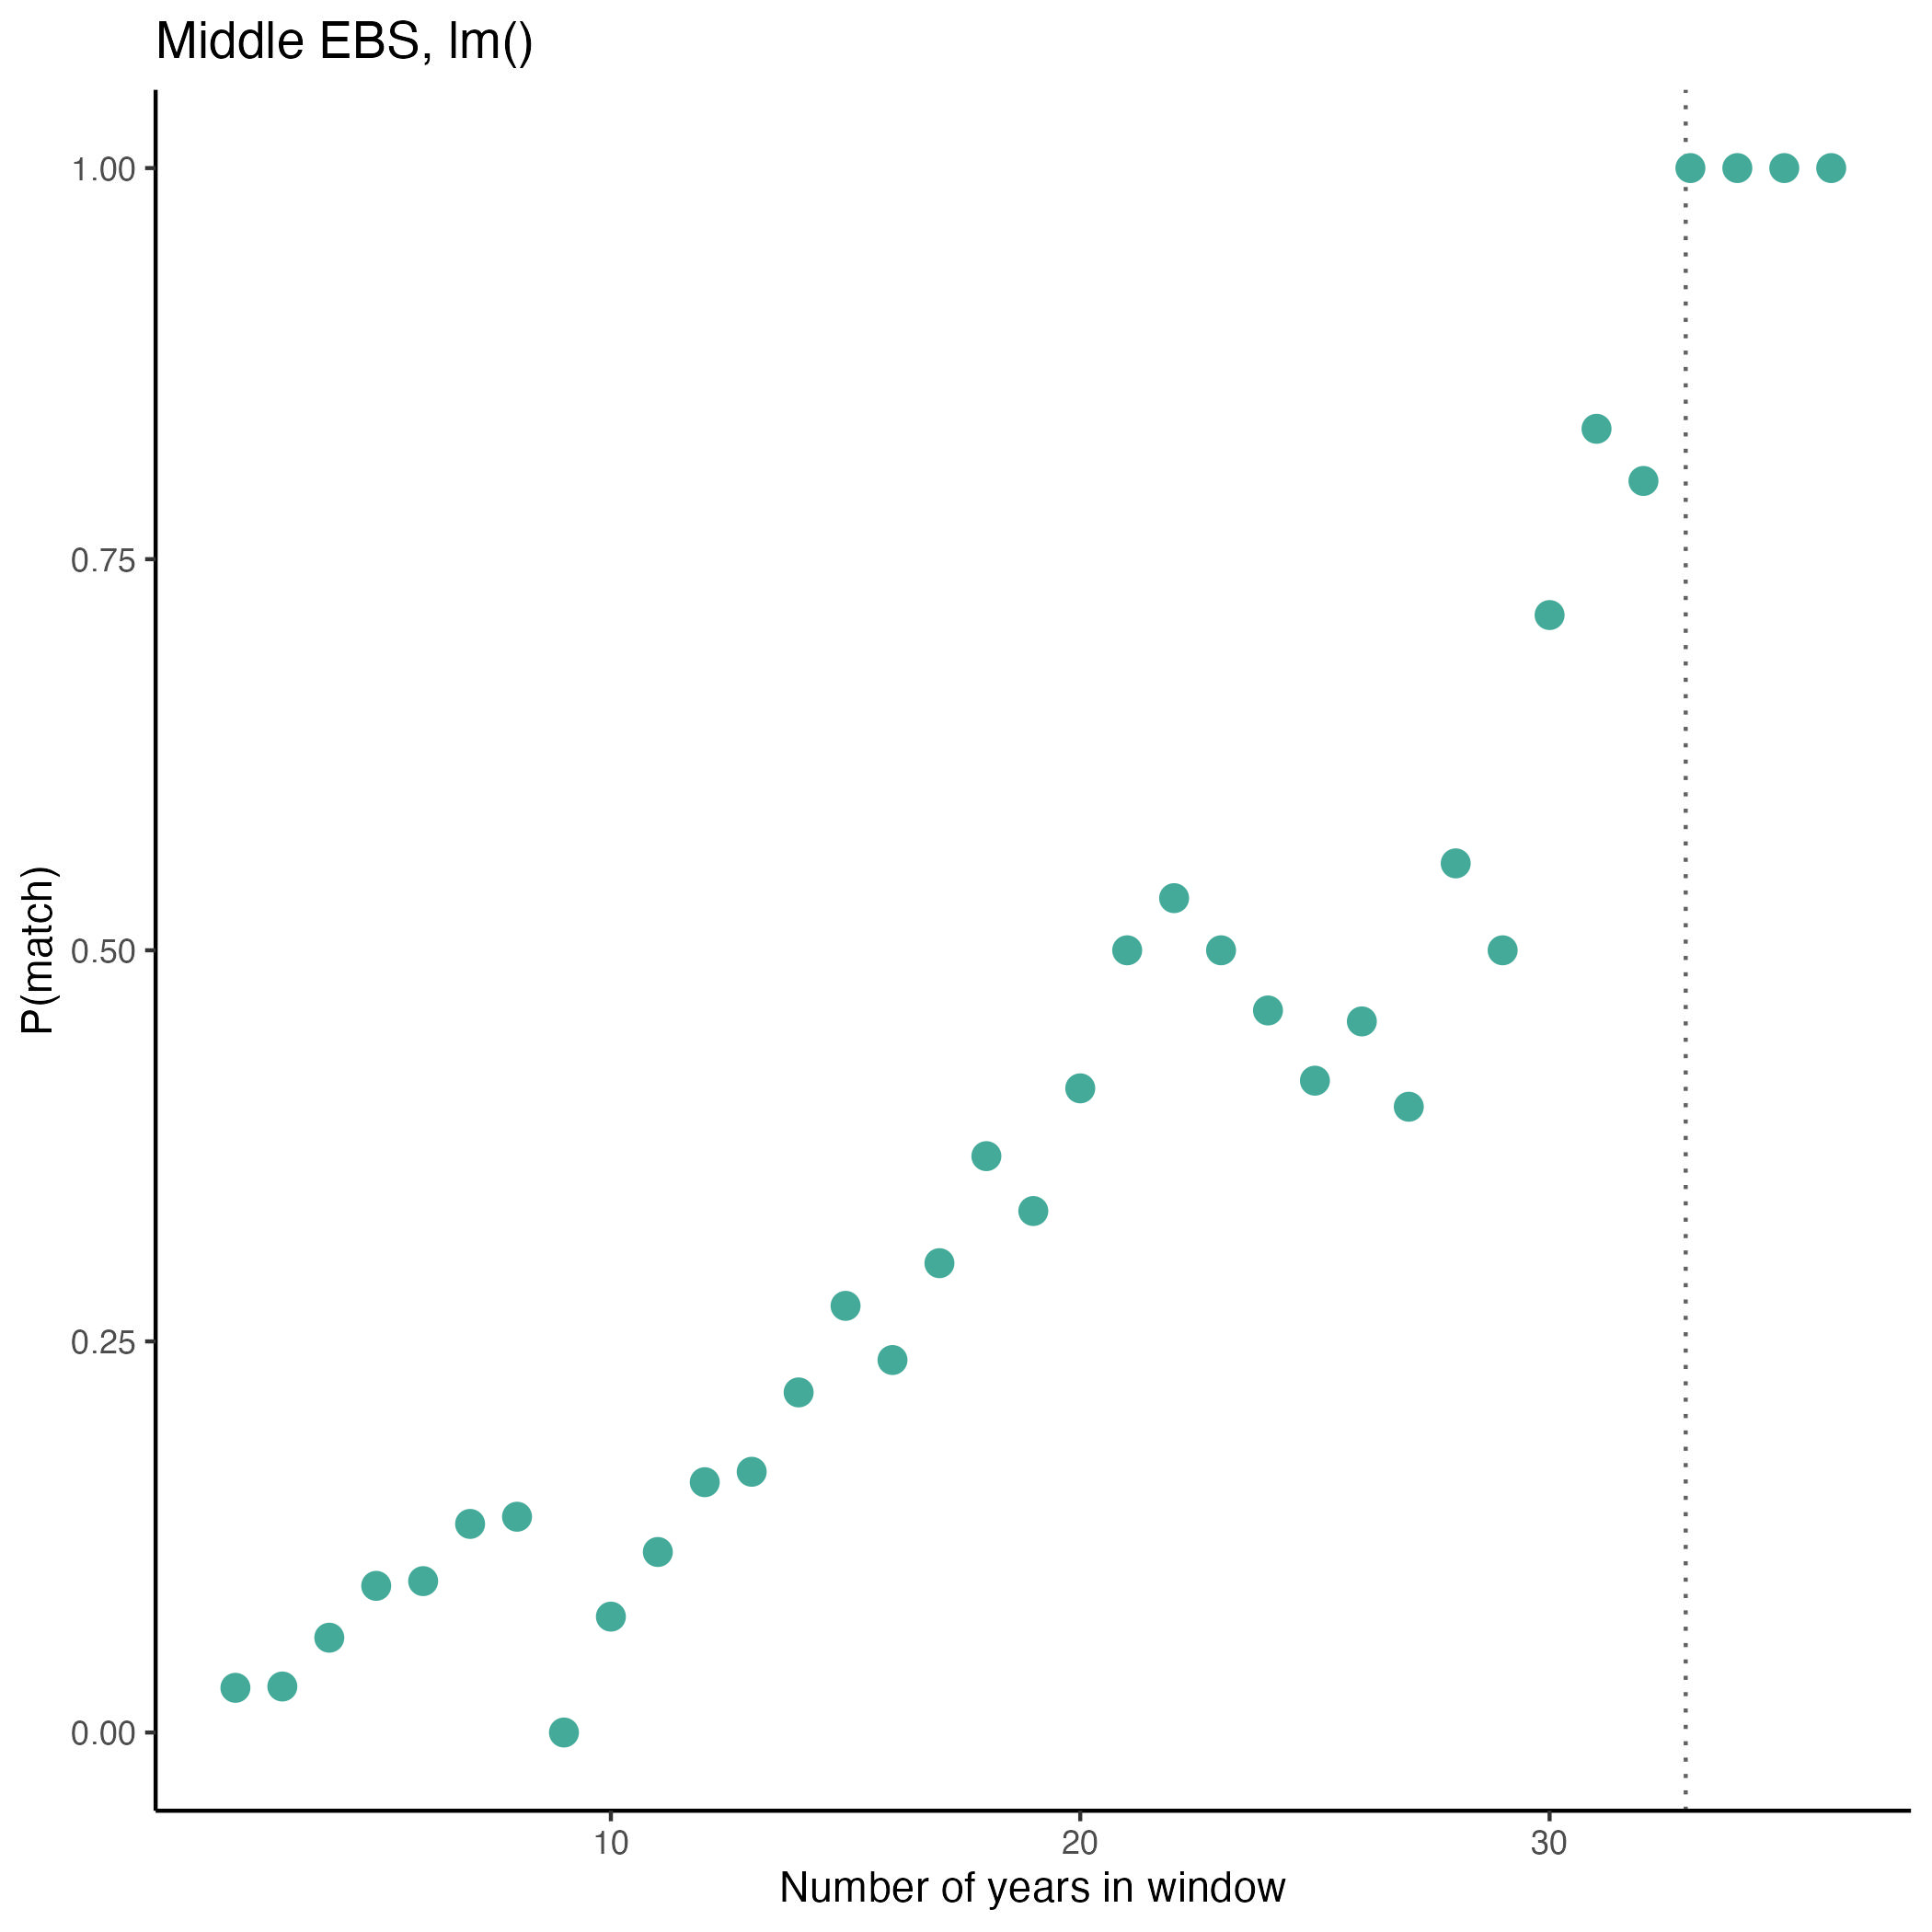 Middle EBS, lm()
P(match)
1.00
0.75
0.50
0.25
0.00
10 20 30
Number of years in window